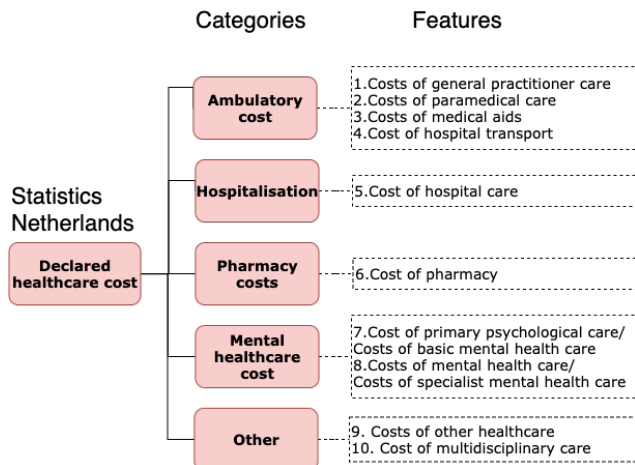 Categories
Features
Statistics
Netherlands
Declared
healthcare cost
Ambulatory
cost
1.Costs of general practitioner care
2.Costs of paramedical care
3.Costs of medical aids
4.Cost of hospital transport
Hospitalisation
5.Cost of hospital care
Pharmacy
costs
6.Cost of pharmacy
Mental
healthcare
cost
7.Cost of primary psychological care/
Costs of basic mental health care
8.Costs of mental health care/
Costs of specialist mental health care
Other
9. Costs of other healthcare
10. Cost of multidisciplinary care